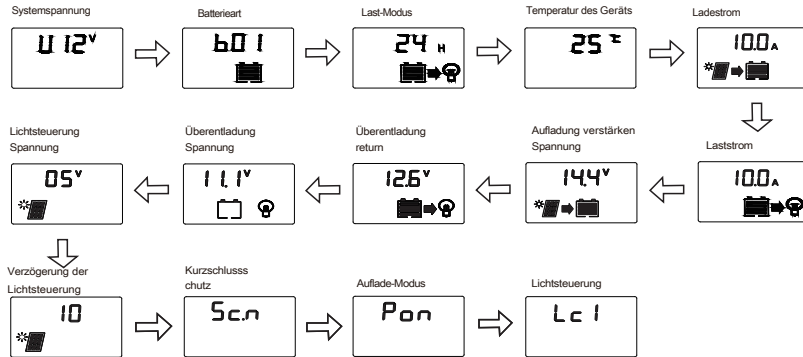 Systemspannung
Batterieart
Last-Modus
Temperatur des Geräts
Ladestrom
U 12V
b01
24 H
25 ℃
10.0A
Lichtsteuerung
Spannung
Überentladung
Spannung
Überentladung
return
Aufladung verstärken
Spannung
Laststrom
05V
11.1V
12.6V
14.4V
10.0A
Verzögerung der
Lichtsteuerung
Kurzschlusss
chutz
Auflade-Modus
Lichtsteuerung
10
Sc.n
Pon
Lc1